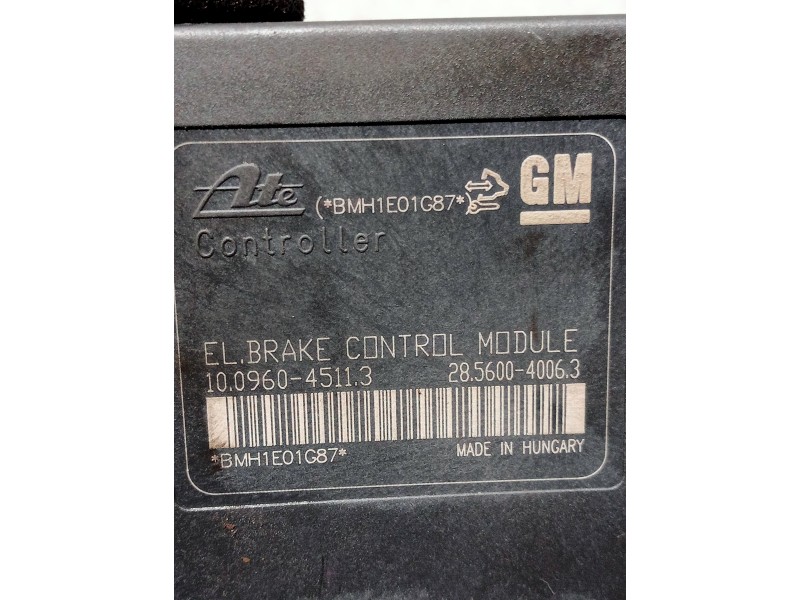 Ate (*BMH1E01G87*) GM
Controller
EL.BRAKE CONTROL MODULE
10.0960-4511.3 28.5600-4006.3
*BMH1E01G87* MADE IN HUNGARY